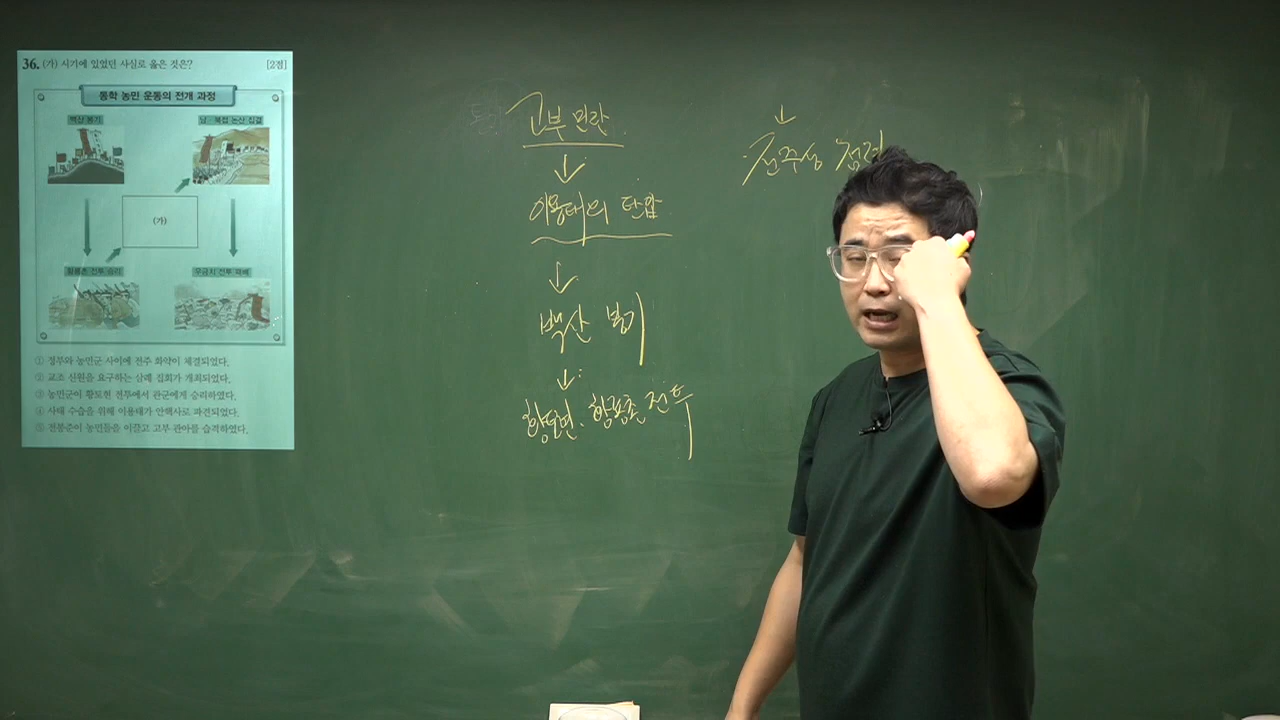 36. (가) 시기에 있었던 사실로 옳은 것은? [2점]
동학 농민 운동의 전개 과정
백산 봉기
남·북접 논산 집결
(가)
황룡촌 전투 승리
우금치 전투 패배
① 정부와 농민군 사이에 전주 화약이 체결되었다.
② 교조 신원을 요구하는 삼례 집회가 개최되었다.
③ 농민군이 황토현 전투에서 관군에게 승리하였다.
④ 사태 수습을 위해 이용태가 안핵사로 파견되었다.
⑤ 전봉준이 농민들을 이끌고 고부 관아를 습격하였다.
고부 민란
↓
이용태의 탄압
↓
백산 봉기
↓
황토현, 황룡촌 전투
↓
전주성 점령